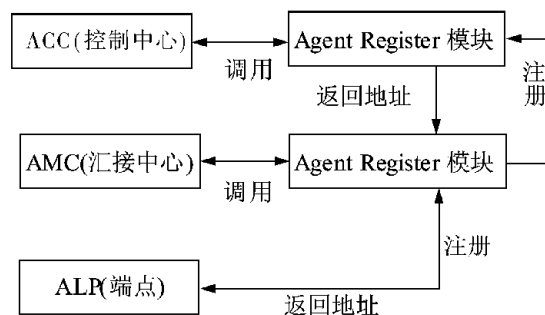 ACC(控制中心)
调用
Agent Register 模块
注册
返回地址
AMC(汇接中心)
调用
Agent Register 模块
注册
ALP(端点)
返回地址